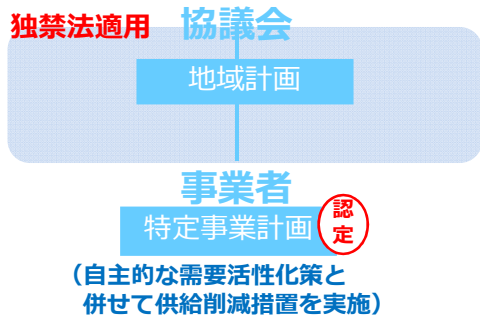 独禁法適用
協議会
地域計画
事業者
特定事業計画
認定
（自主的な需要活性化策と
併せて供給削減措置を実施）